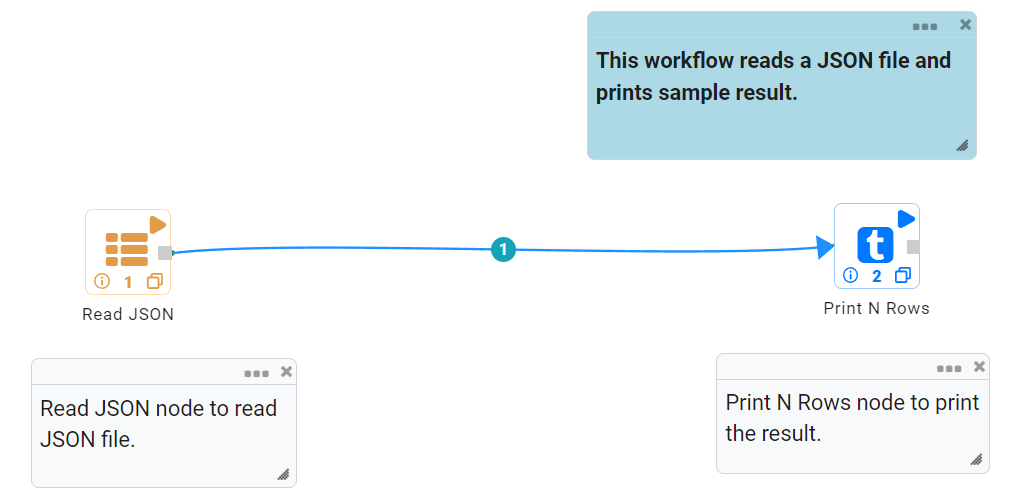 This workflow reads a JSON file and
prints sample result.
1
t
1
2
Read JSON
Print N Rows
Read JSON node to read
JSON file.
Print N Rows node to print
the result.